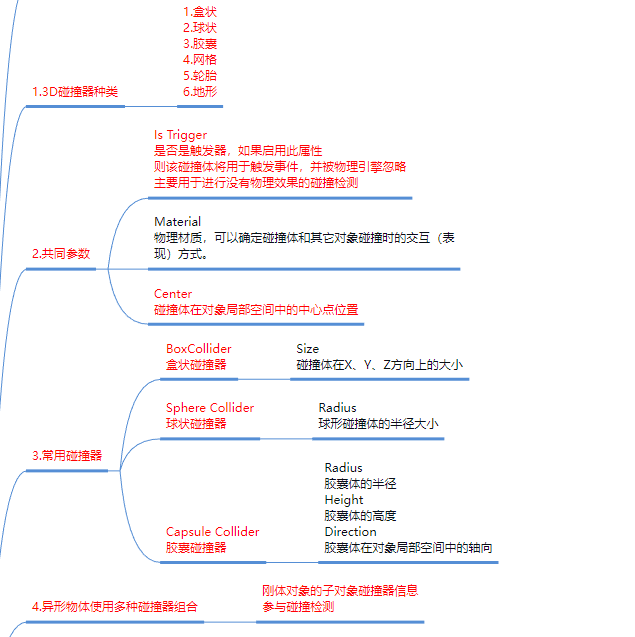 1.盒状
2.球状
3.胶囊
4.网格
5.轮胎
6.地形
1.3D碰撞器种类
Is Trigger
是否是触发器，如果启用此属性
则该碰撞体将用于触发事件，并被物理引擎忽略
主要用于进行没有物理效果的碰撞检测
Material
物理材质，可以确定碰撞体和其它对象碰撞时的交互（表
现）方式。
2.共同参数
Center
碰撞体在对象局部空间中的中心点位置
BoxCollider
盒状碰撞器
Size
碰撞体在X、Y、Z方向上的大小
Sphere Collider
球状碰撞器
Radius
球形碰撞体的半径大小
3.常用碰撞器
Capsule Collider
胶囊碰撞器
Radius
胶囊体的半径
Height
胶囊体的高度
Direction
胶囊体在对象局部空间中的轴向
4.异形物体使用多种碰撞器组合
刚体对象的子对象碰撞器信息
参与碰撞检测